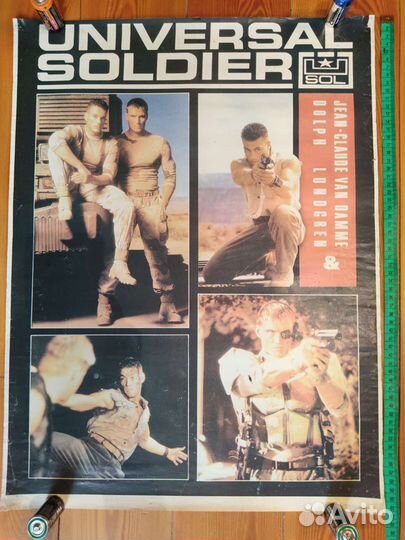 UNIVERSAL
SOLDIER
SOL
JEAN-CLAUDE VAN DAMME &
DOLPH LUNDGREN
Avito